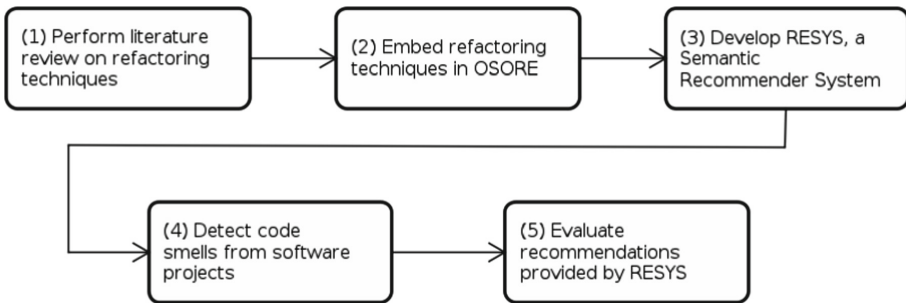 (1) Perform literature
review on refactoring
techniques
(2) Embed refactoring
techniques in OSORE
(3) Develop RESYS, a
Semantic
Recommender System
(4) Detect code
smells from software
projects
(5) Evaluate
recommendations
provided by RESYS